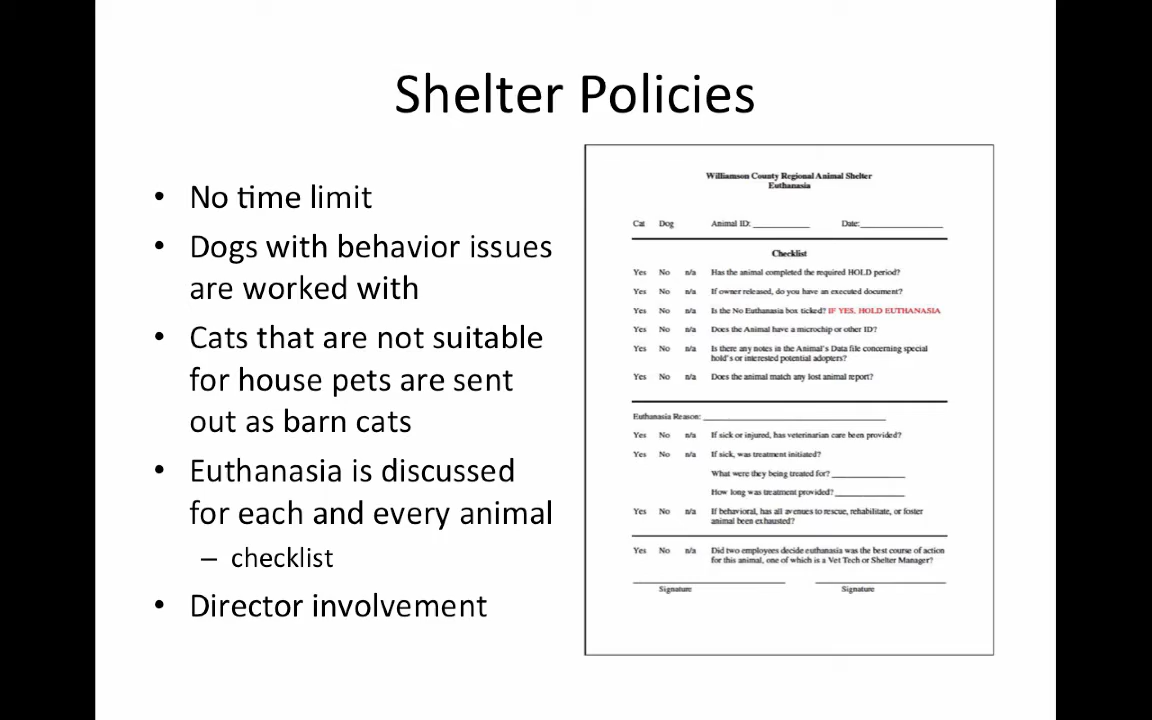 Shelter Policies
• No time limit
• Dogs with behavior issues
are worked with
• Cats that are not suitable
for house pets are sent
out as barn cats
• Euthanasia is discussed
for each and every animal
– checklist
• Director involvement
Williamson County Regional Animal Shelter
Euthanasia
Cat Dog Animal ID: __________ Date: __________
Checklist
Yes No n/a Has the animal completed the required HOLD period?
Yes No n/a If owner released, do you have an executed document?
Yes No n/a Is the No Euthanasia box ticked? IF YES, HOLD EUTHANASIA
Yes No n/a Does the Animal have a microchip or other ID?
Yes No n/a Is there any notes in the Animal's Data file concerning special
hold's or interested potential adopters?
Yes No n/a Does the animal match any lost animal report?
Euthanasia Reason: __________
Yes No n/a If sick or injured, has veterinarian care been provided?
Yes No n/a If sick, was treatment initiated?
What were they being treated for? __________
How long was treatment provided? __________
Yes No n/a If behavioral, has all avenues to rescue, rehabilitate, or foster
animal been exhausted?
Yes No n/a Did two employees decide euthanasia was the best course of action
for this animal, one of which is a Vet Tech or Shelter Manager?
Signature Signature